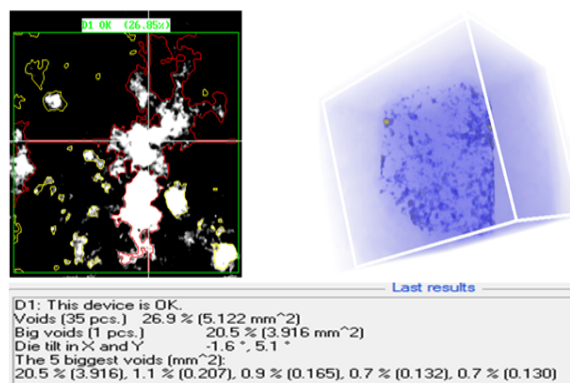 D1 OK (26.85%)
Last results
D1: This device is OK.
Voids (35 pcs.) 26.9 % (5.122 mm^2)
Big voids (1 pcs.) 20.5 % (3.916 mm^2)
Die tilt in X and Y -1.6 °, 5.1 °
The 5 biggest voids (mm^2):
20.5 % (3.916), 1.1 % (0.207), 0.9 % (0.165), 0.7 % (0.132), 0.7 % (0.130)